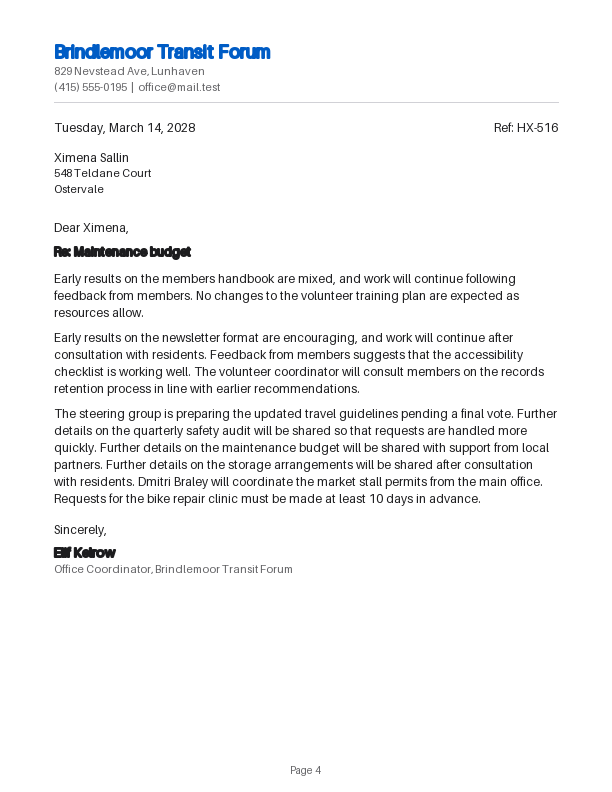 Brindlemoor Transit Forum
829 Nevstead Ave, Lunhaven
(415) 555-0195 | office@mail.test
Tuesday, March 14, 2028 Ref: HX-516
Ximena Sallin
548 Teldane Court
Ostervale
Dear Ximena,
Re: Maintenance budget
Early results on the members handbook are mixed, and work will continue following
feedback from members. No changes to the volunteer training plan are expected as
resources allow.
Early results on the newsletter format are encouraging, and work will continue after
consultation with residents. Feedback from members suggests that the accessibility
checklist is working well. The volunteer coordinator will consult members on the records
retention process in line with earlier recommendations.
The steering group is preparing the updated travel guidelines pending a final vote. Further
details on the quarterly safety audit will be shared so that requests are handled more
quickly. Further details on the maintenance budget will be shared with support from local
partners. Further details on the storage arrangements will be shared after consultation
with residents. Dmitri Braley will coordinate the market stall permits from the main office.
Requests for the bike repair clinic must be made at least 10 days in advance.
Sincerely,
Elif Kelrow
Office Coordinator, Brindlemoor Transit Forum
Page 4